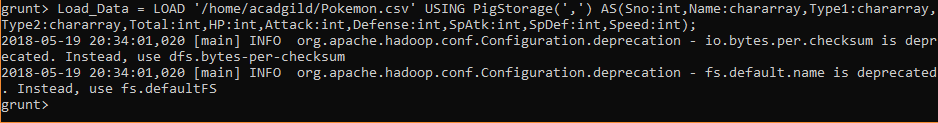 grunt> Load_Data = LOAD '/home/acadgild/Pokemon.csv' USING PigStorage(',') AS(Sno:int,Name:chararray,Type1:chararray,
Type2:chararray,Total:int,HP:int,Attack:int,Defense:int,SpAtk:int,SpDef:int,Speed:int);
2018-05-19 20:34:01,020 [main] INFO  org.apache.hadoop.conf.Configuration.deprecation - io.bytes.per.checksum is depr
ecated. Instead, use dfs.bytes-per-checksum
2018-05-19 20:34:01,020 [main] INFO  org.apache.hadoop.conf.Configuration.deprecation - fs.default.name is deprecated
. Instead, use fs.defaultFS
grunt>